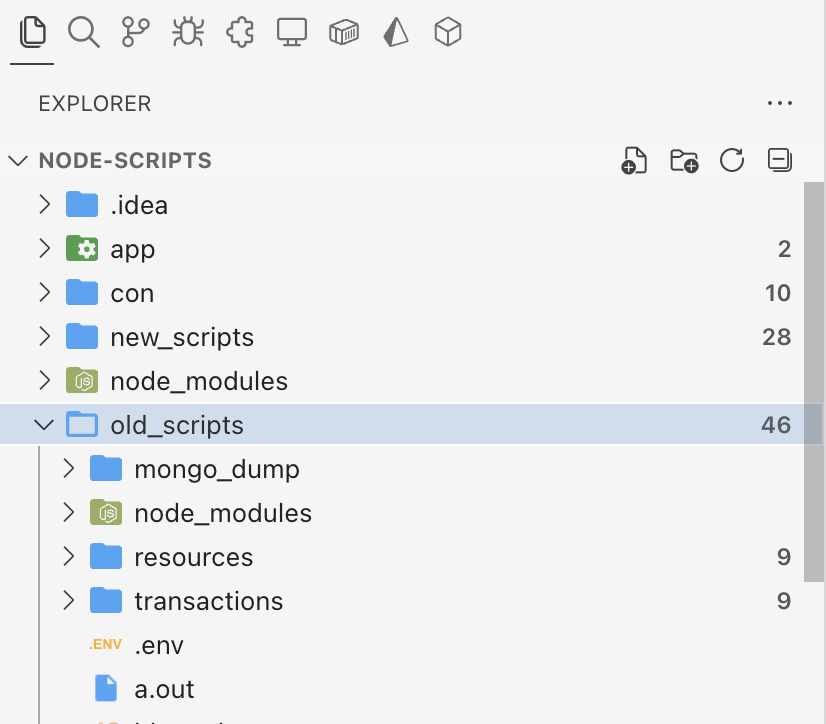 EXPLORER
NODE-SCRIPTS
.idea
app 2
con 10
new_scripts 28
node_modules
old_scripts 46
mongo_dump
node_modules
resources 9
transactions 9
.ENV .env
a.out